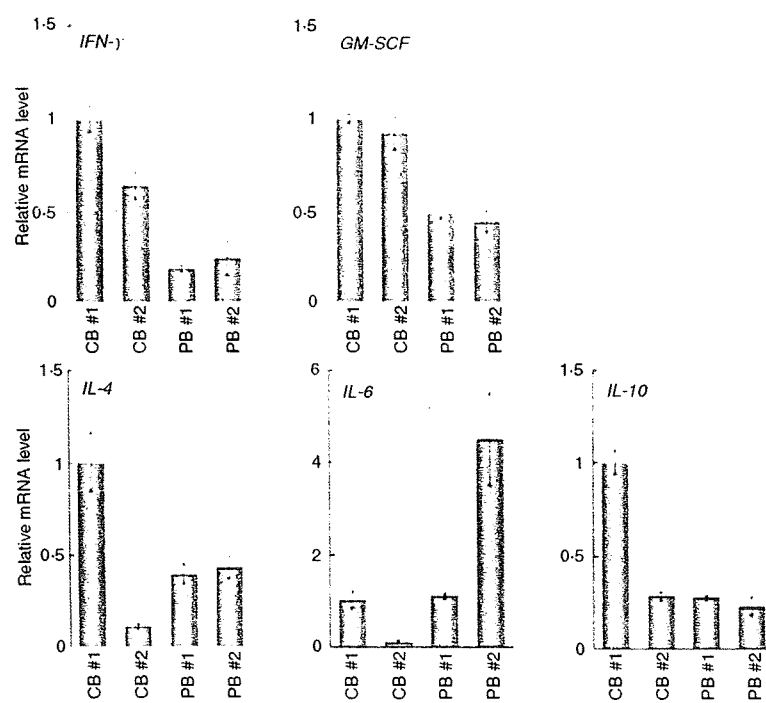 1·5
IFN-γ
Relative mRNA level
1
0·5
0
CB #1
CB #2
PB #1
PB #2
1·5
GM-SCF
1
0·5
0
CB #1
CB #2
PB #1
PB #2
1·5
IL-4
Relative mRNA level
1
0·5
0
CB #1
CB #2
PB #1
PB #2
6
IL-6
4
2
0
CB #1
CB #2
PB #1
PB #2
1·5
IL-10
1
0·5
0
CB #1
CB #2
PB #1
PB #2